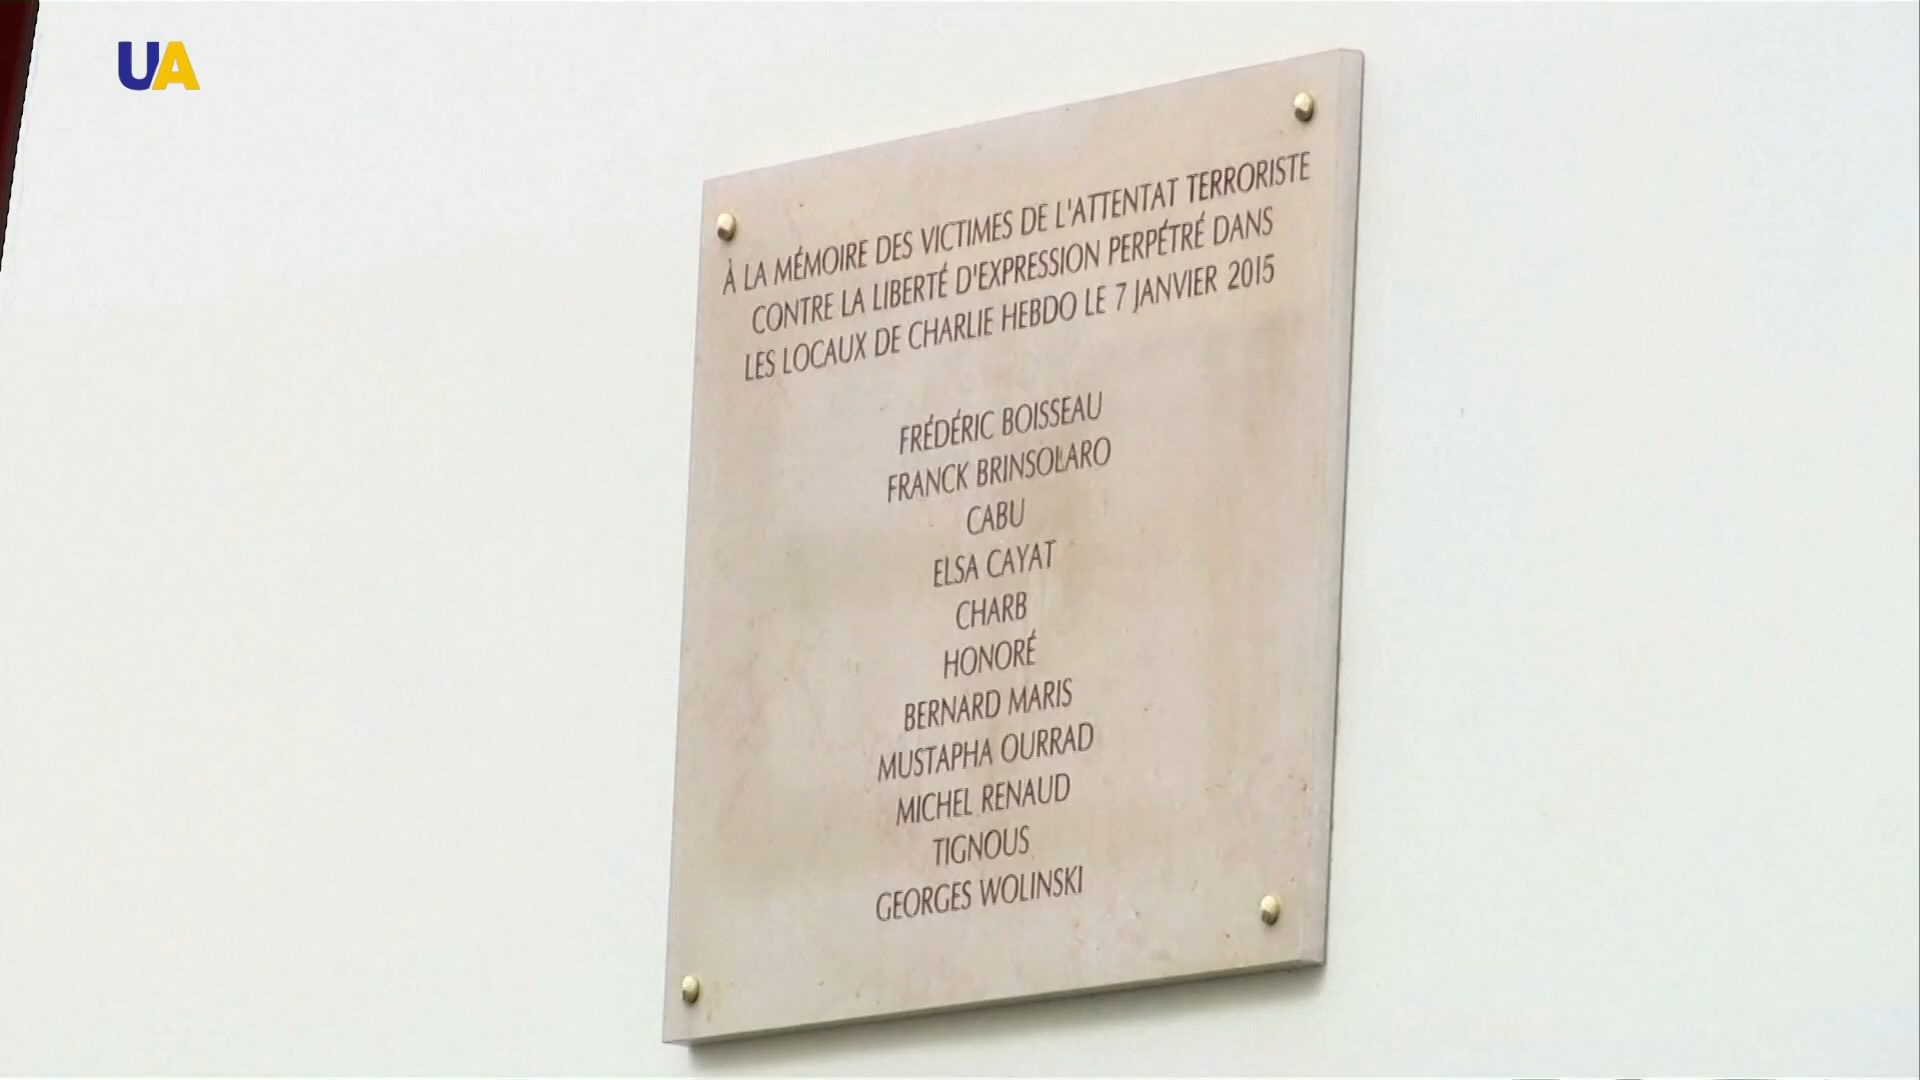 UA
À LA MÉMOIRE DES VICTIMES DE L'ATTENTAT TERRORISTE
CONTRE LA LIBERTÉ D'EXPRESSION PERPÉTRÉ DANS
LES LOCAUX DE CHARLIE HEBDO LE 7 JANVIER 2015
FRÉDÉRIC BOISSEAU
FRANCK BRINSOLARO
CABU
ELSA CAYAT
CHARB
HONORÉ
BERNARD MARIS
MUSTAPHA OURRAD
MICHEL RENAUD
TIGNOUS
GEORGES WOLINSKI